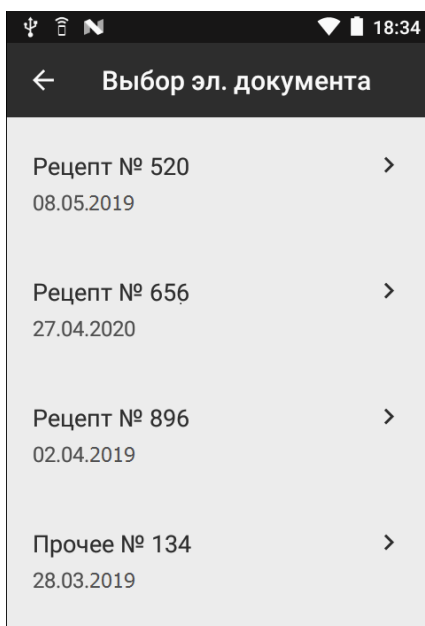 18:34
Выбор эл. документа
Рецепт № 520
08.05.2019
Рецепт № 656
27.04.2020
Рецепт № 896
02.04.2019
Прочее № 134
28.03.2019